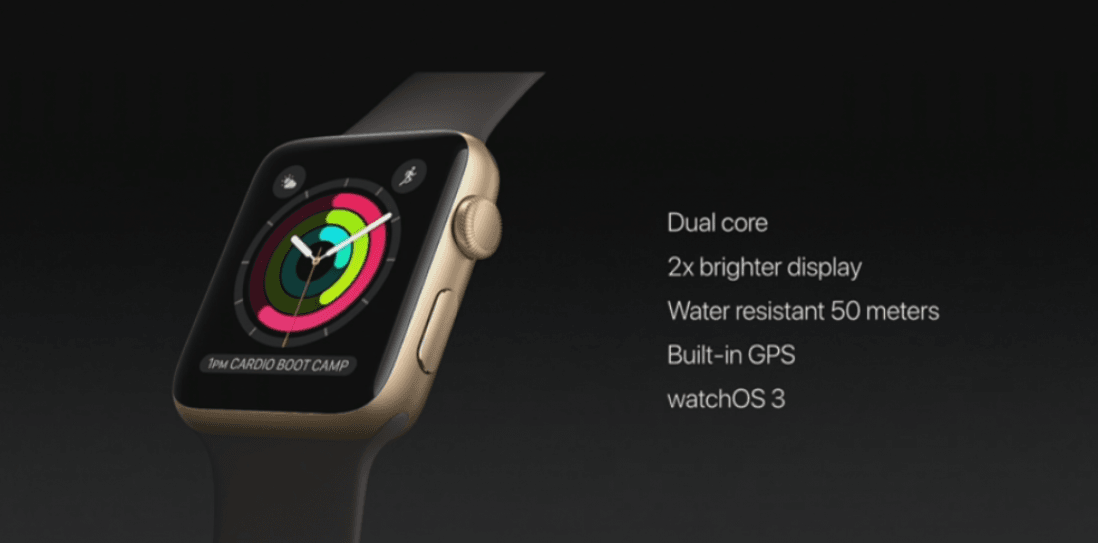 1PM CARDIO BOOT CAMP
Dual core
2x brighter display
Water resistant 50 meters
Built-in GPS
watchOS 3